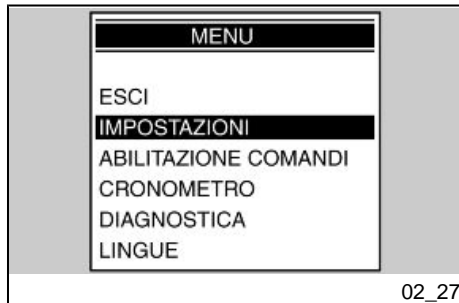 MENU
ESCI
IMPOSTAZIONI
ABILITAZIONE COMANDI
CRONOMETRO
DIAGNOSTICA
LINGUE
02_27